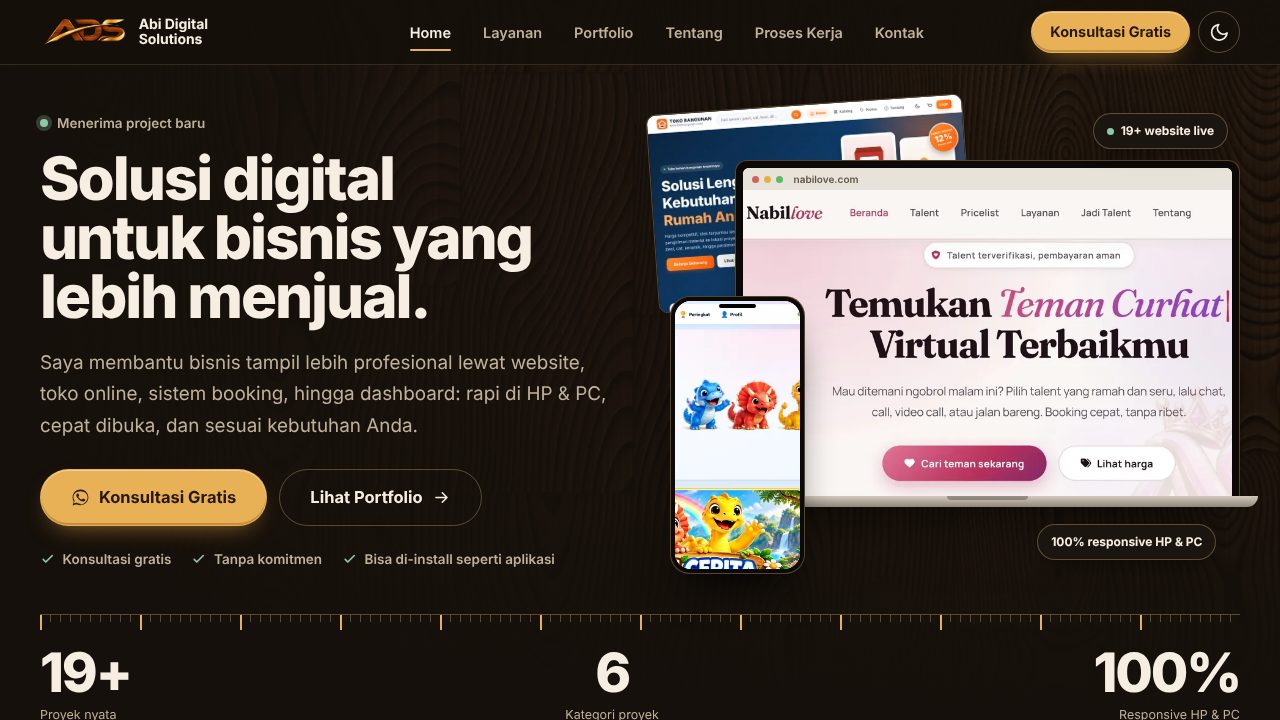 ADS
Abi Digital
Solutions
Home
Layanan
Portfolio
Tentang
Proses Kerja
Kontak
Konsultasi Gratis
Menerima project baru
Solusi digital
untuk bisnis yang
lebih menjual.
Saya membantu bisnis tampil lebih profesional lewat website,
toko online, sistem booking, hingga dashboard: rapi di HP & PC,
cepat dibuka, dan sesuai kebutuhan Anda.
Konsultasi Gratis
Lihat Portfolio
Konsultasi gratis
Tanpa komitmen
Bisa di-install seperti aplikasi
TOKO BANGUNAN
12%
Solusi Leng
Kebutuha
Rumah An
Belanja Sekarang
Lihat
19+ website live
nabilove.com
Nabillove
Beranda
Talent
Pricelist
Layanan
Jadi Talent
Tentang
Talent terverifikasi, pembayaran aman
Temukan Teman Curhat
Virtual Terbaikmu
Mau ditemani ngobrol malam ini? Pilih talent yang ramah dan seru, lalu chat,
call, video call, atau jalan bareng. Booking cepat, tanpa ribet.
Cari teman sekarang
Lihat harga
Peringkat
Profil
CERITA
100% responsive HP & PC
19+
Proyek nyata
6
Kategori proyek
100%
Responsive HP & PC